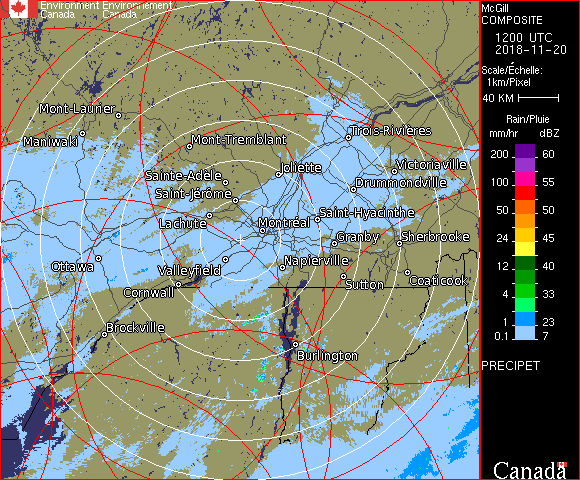 Environment Environnement
Canada Canada
McGill
COMPOSITE
1200 UTC
2018-11-20
Scale/Échelle:
1km/Pixel
40 KM
Rain/Pluie
mm/hr dBZ
200 60
100 55
50 50
24 45
12 40
4 33
1 23
0.1 7
PRECIPET
Canada
Mont-Laurier
Maniwaki
Mont-Tremblant
Trois-Rivières
Joliette
Victoriaville
Sainte-Adèle
Drummondville
Saint-Jérôme
Saint-Hyacinthe
Lachute
Montréal
Granby
Sherbrooke
Napierville
Ottawa
Valleyfield
Sutton
Coaticook
Cornwall
Brockville
Burlington